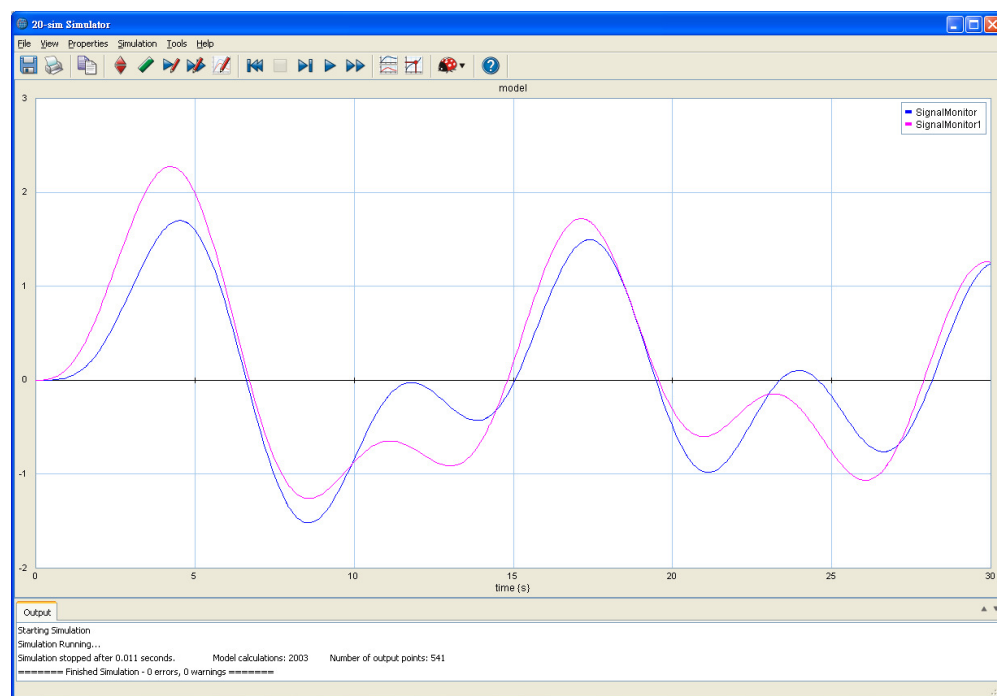 20-sim Simulator
File View Properties Simulation Tools Help
model
SignalMonitor
SignalMonitor1
3
2
1
0
-1
-2
0 5 10 15 20 25 30
time {s}
Output
Starting Simulation
Simulation Running...
Simulation stopped after 0.011 seconds. Model calculations: 2003 Number of output points: 541
======= Finished Simulation - 0 errors, 0 warnings =======